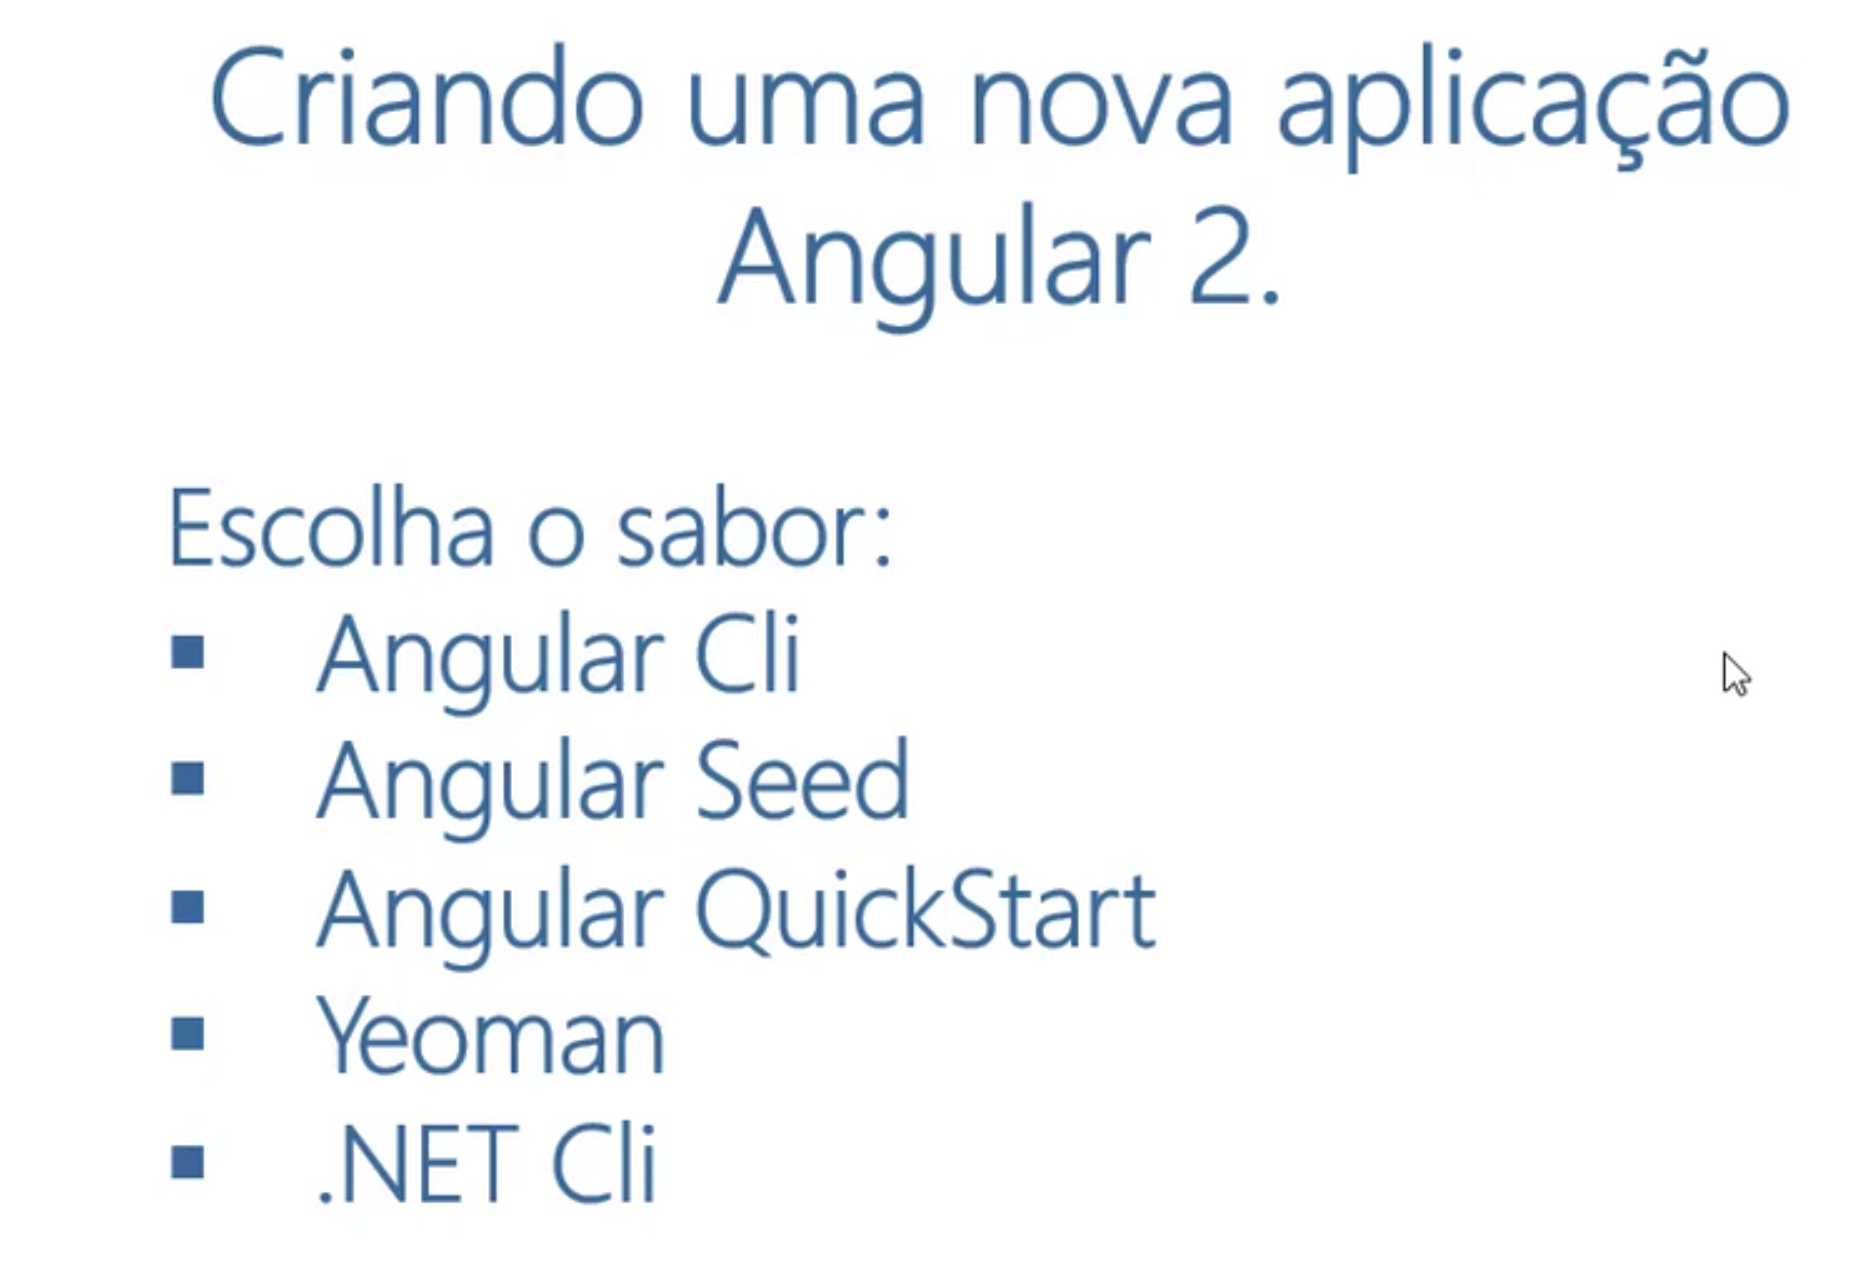 Criando uma nova aplicação
Angular 2.
Escolha o sabor:
▪ Angular Cli
▪ Angular Seed
▪ Angular QuickStart
▪ Yeoman
▪ .NET Cli